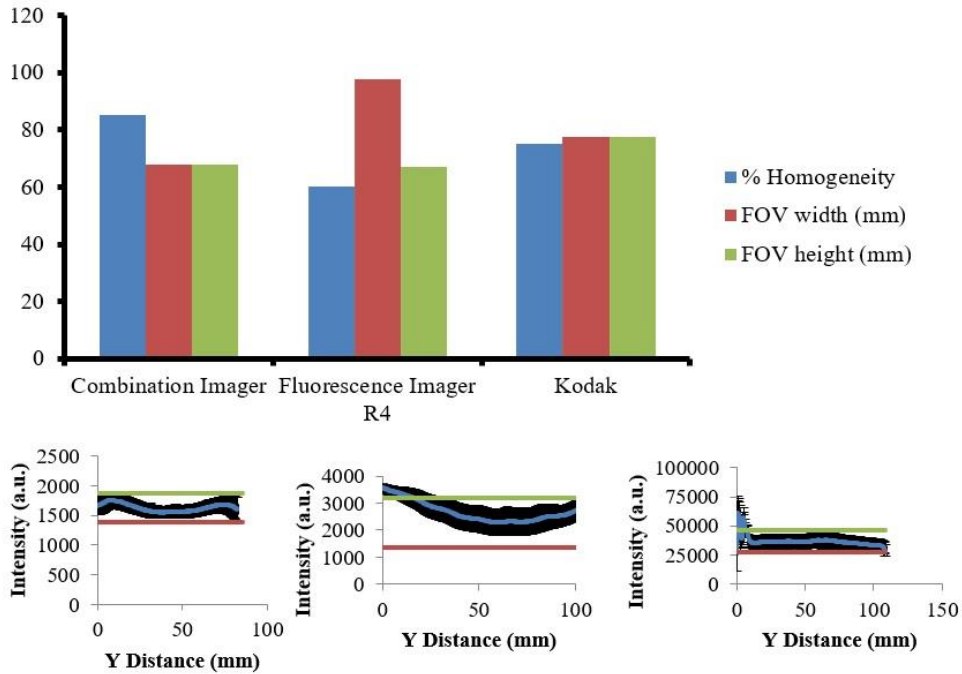 120
100
80
60
40
20
0
Combination Imager
Fluorescence Imager
R4
Kodak
% Homogeneity
FOV width (mm)
FOV height (mm)
Intensity (a.u.)
2500
2000
1500
1000
500
0
0 50 100
Y Distance (mm)
Intensity (a.u.)
4000
3000
2000
1000
0
0 50 100
Y Distance (mm)
Intensity (a.u.)
100000
75000
50000
25000
0
0 50 100 150
Y Distance (mm)